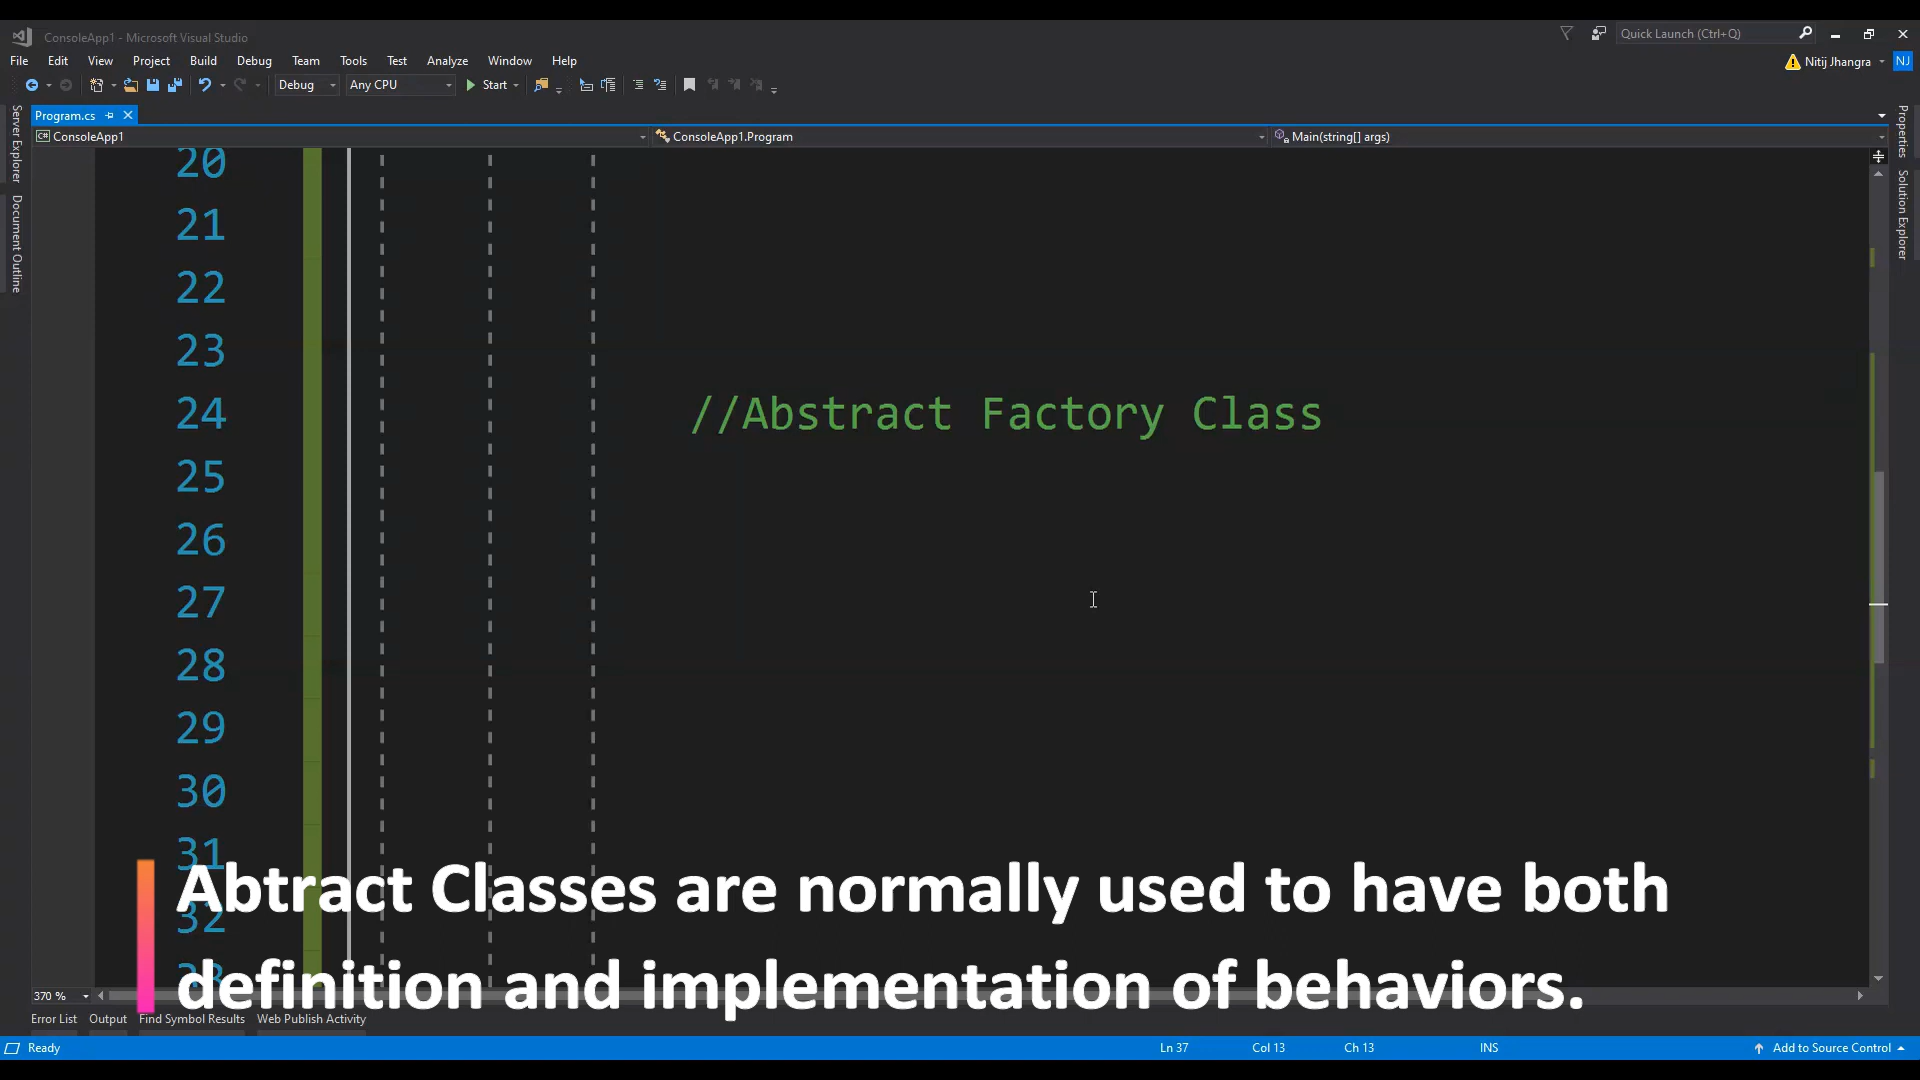 ConsoleApp1 - Microsoft Visual Studio
Quick Launch (Ctrl+Q)
File Edit View Project Build Debug Team Tools Test Analyze Window Help
Nitij Jhangra NJ
Debug Any CPU Start
Program.cs
ConsoleApp1 ConsoleApp1.Program Main(string[] args)
Server Explorer
Document Outline
Properties
Solution Explorer
20
21
22
23
24 //Abstract Factory Class
25
26
27
28
29
30
31
32
33
Abtract Classes are normally used to have both
definition and implementation of behaviors.
370 %
Error List Output Find Symbol Results Web Publish Activity
Ready Ln 37 Col 13 Ch 13 INS Add to Source Control